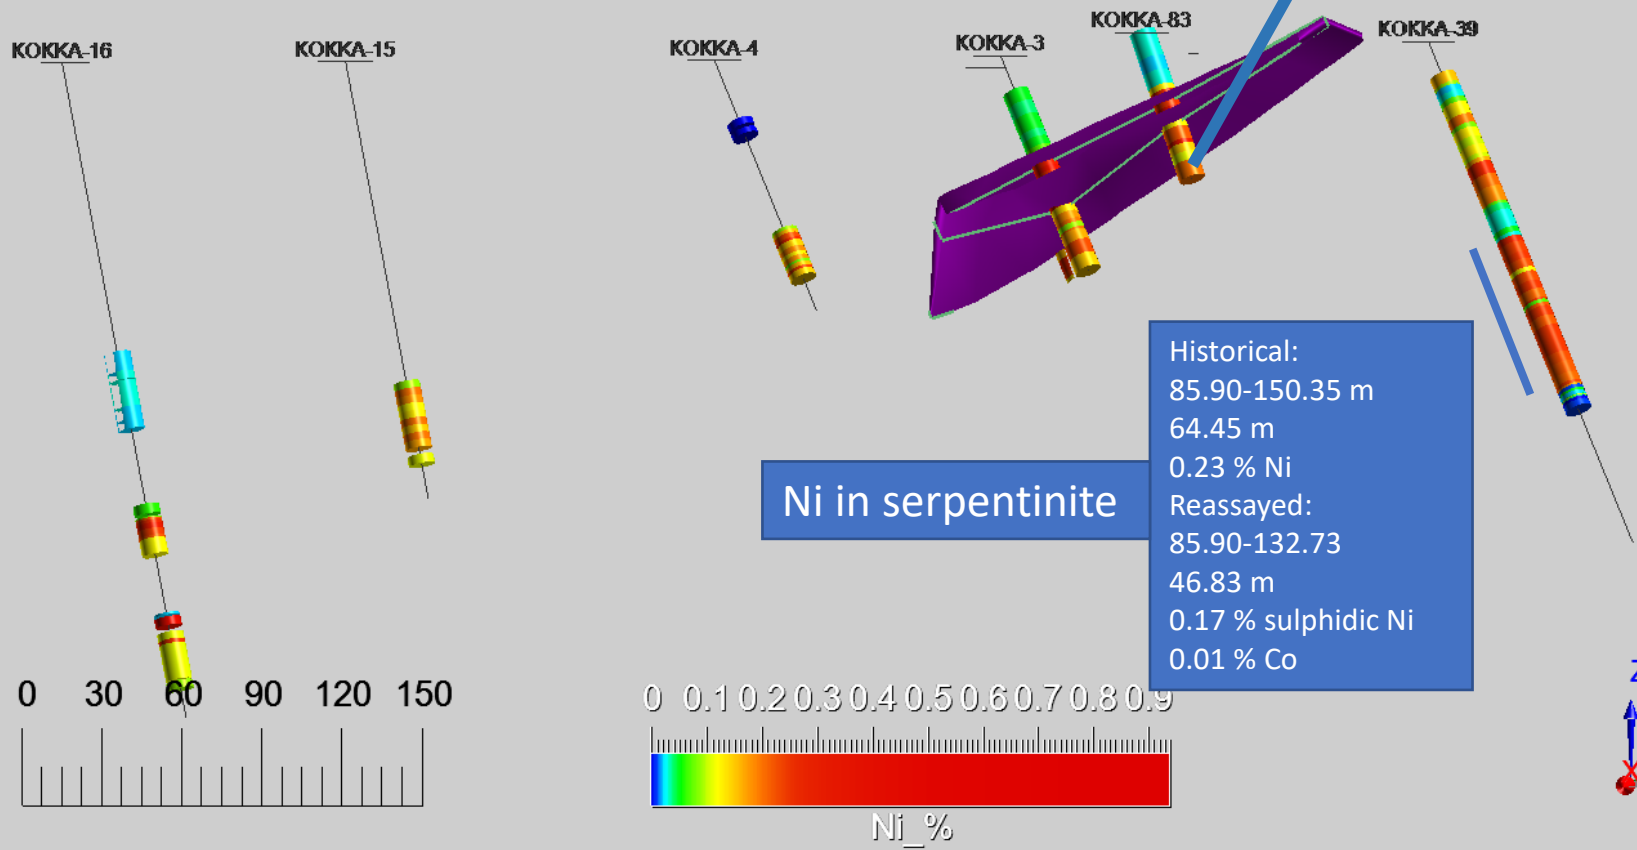 KOKKA-16
KOKKA-15
KOKKA-4
KOKKA-3
KOKKA-83
KOKKA-39
Historical:
85.90-150.35 m
64.45 m
0.23 % Ni
Reassayed:
85.90-132.73
46.83 m
0.17 % sulphidic Ni
0.01 % Co
Ni in serpentinite
0 30 60 90 120 150
0 0.1 0.2 0.3 0.4 0.5 0.6 0.7 0.8 0.9
Ni_%
Z
X